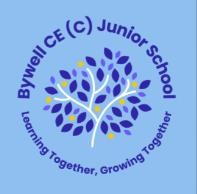 Bywell CE (C) Junior School
Learning Together, Growing Together